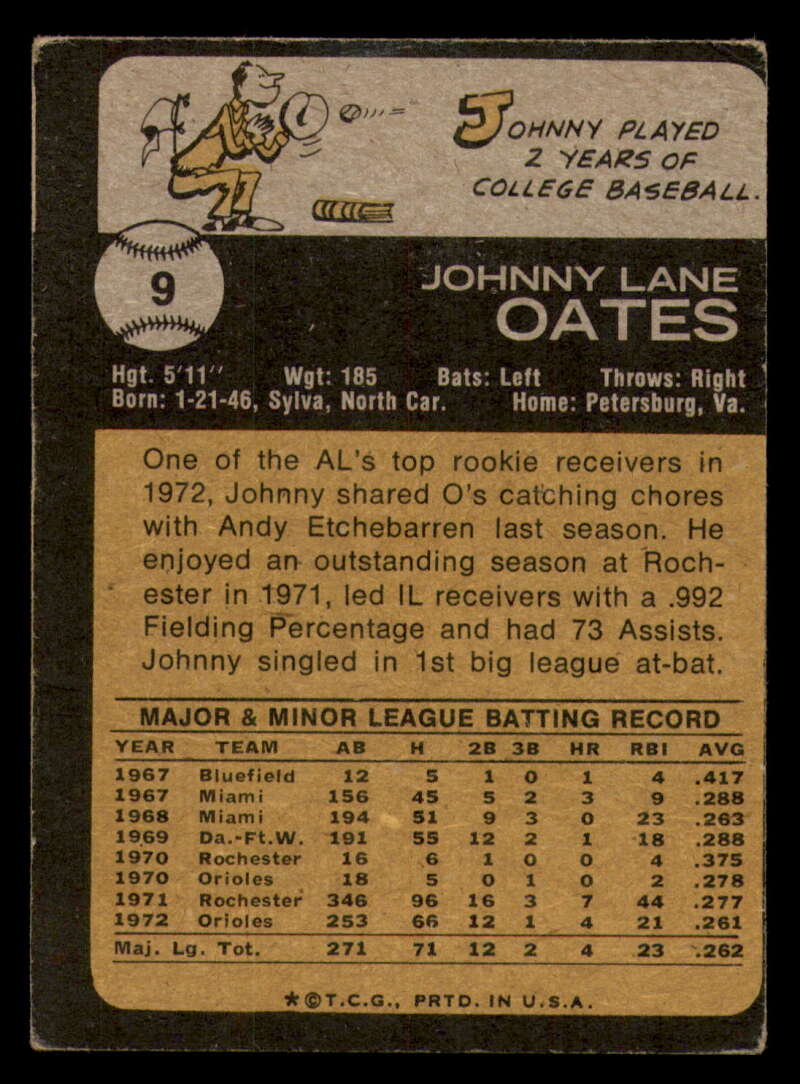 JOHNNY PLAYED
2 YEARS OF
COLLEGE BASEBALL.
9
JOHNNY LANE
OATES
Hgt. 5'11" Wgt: 185 Bats: Left Throws: Right
Born: 1-21-46, Sylva, North Car. Home: Petersburg, Va.
One of the AL's top rookie receivers in
1972, Johnny shared O's catching chores
with Andy Etchebarren last season. He
enjoyed an outstanding season at Roch-
ester in 1971, led IL receivers with a .992
Fielding Percentage and had 73 Assists.
Johnny singled in 1st big league at-bat.
MAJOR & MINOR LEAGUE BATTING RECORD
YEAR TEAM AB H 2B 3B HR RBI AVG
1967 Bluefield 12 5 1 0 1 4 .417
1967 Miami 156 45 5 2 3 9 .288
1968 Miami 194 51 9 3 0 23 .263
1969 Da.-Ft.W. 191 55 12 2 1 18 .288
1970 Rochester 16 6 1 0 0 4 .375
1970 Orioles 18 5 0 1 0 2 .278
1971 Rochester 346 96 16 3 7 44 .277
1972 Orioles 253 66 12 1 4 21 .261
Maj. Lg. Tot. 271 71 12 2 4 23 .262
★©T.C.G., PRTD. IN U.S.A.